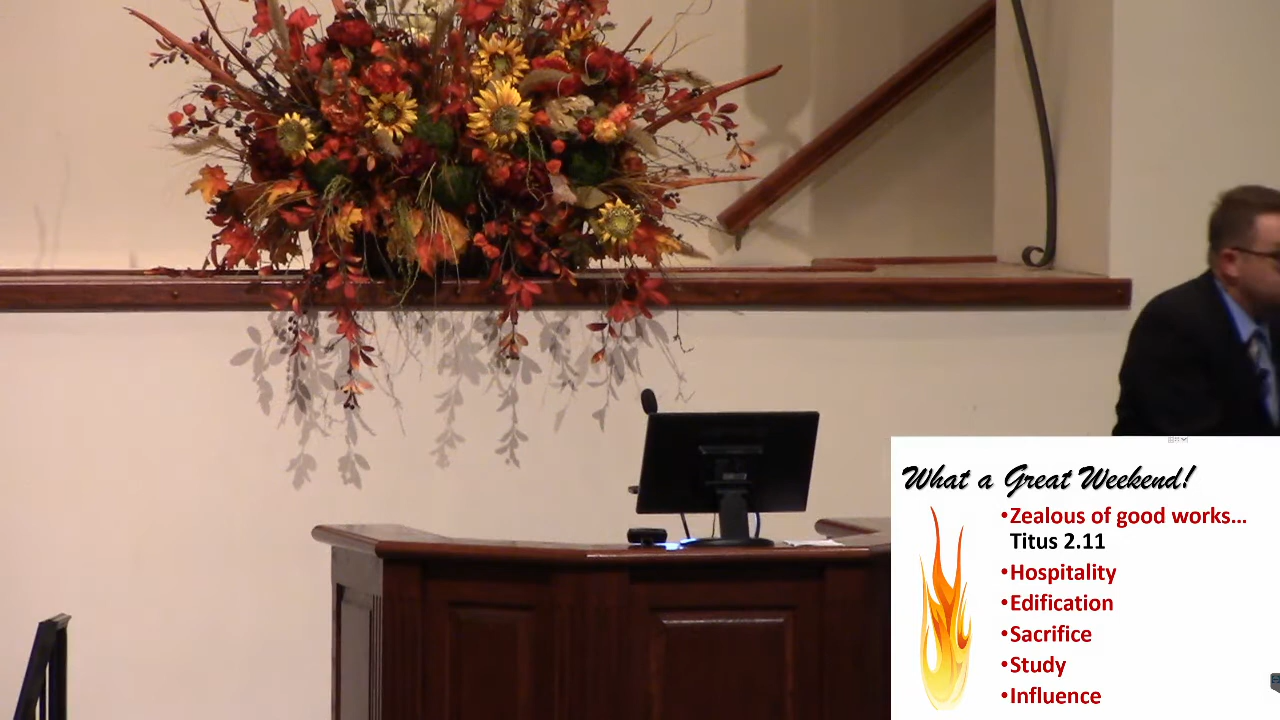 What a Great Weekend!
•Zealous of good works...
Titus 2.11
•Hospitality
•Edification
•Sacrifice
•Study
•Influence